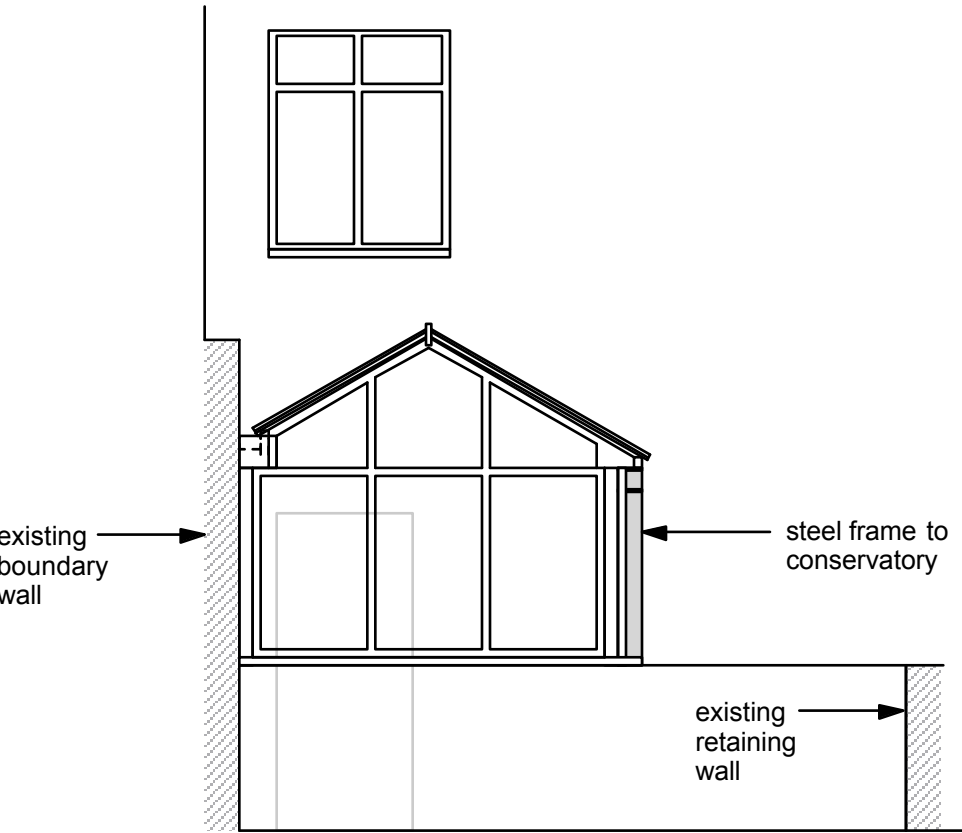 existing
boundary
wall
steel frame to
conservatory
existing
retaining
wall